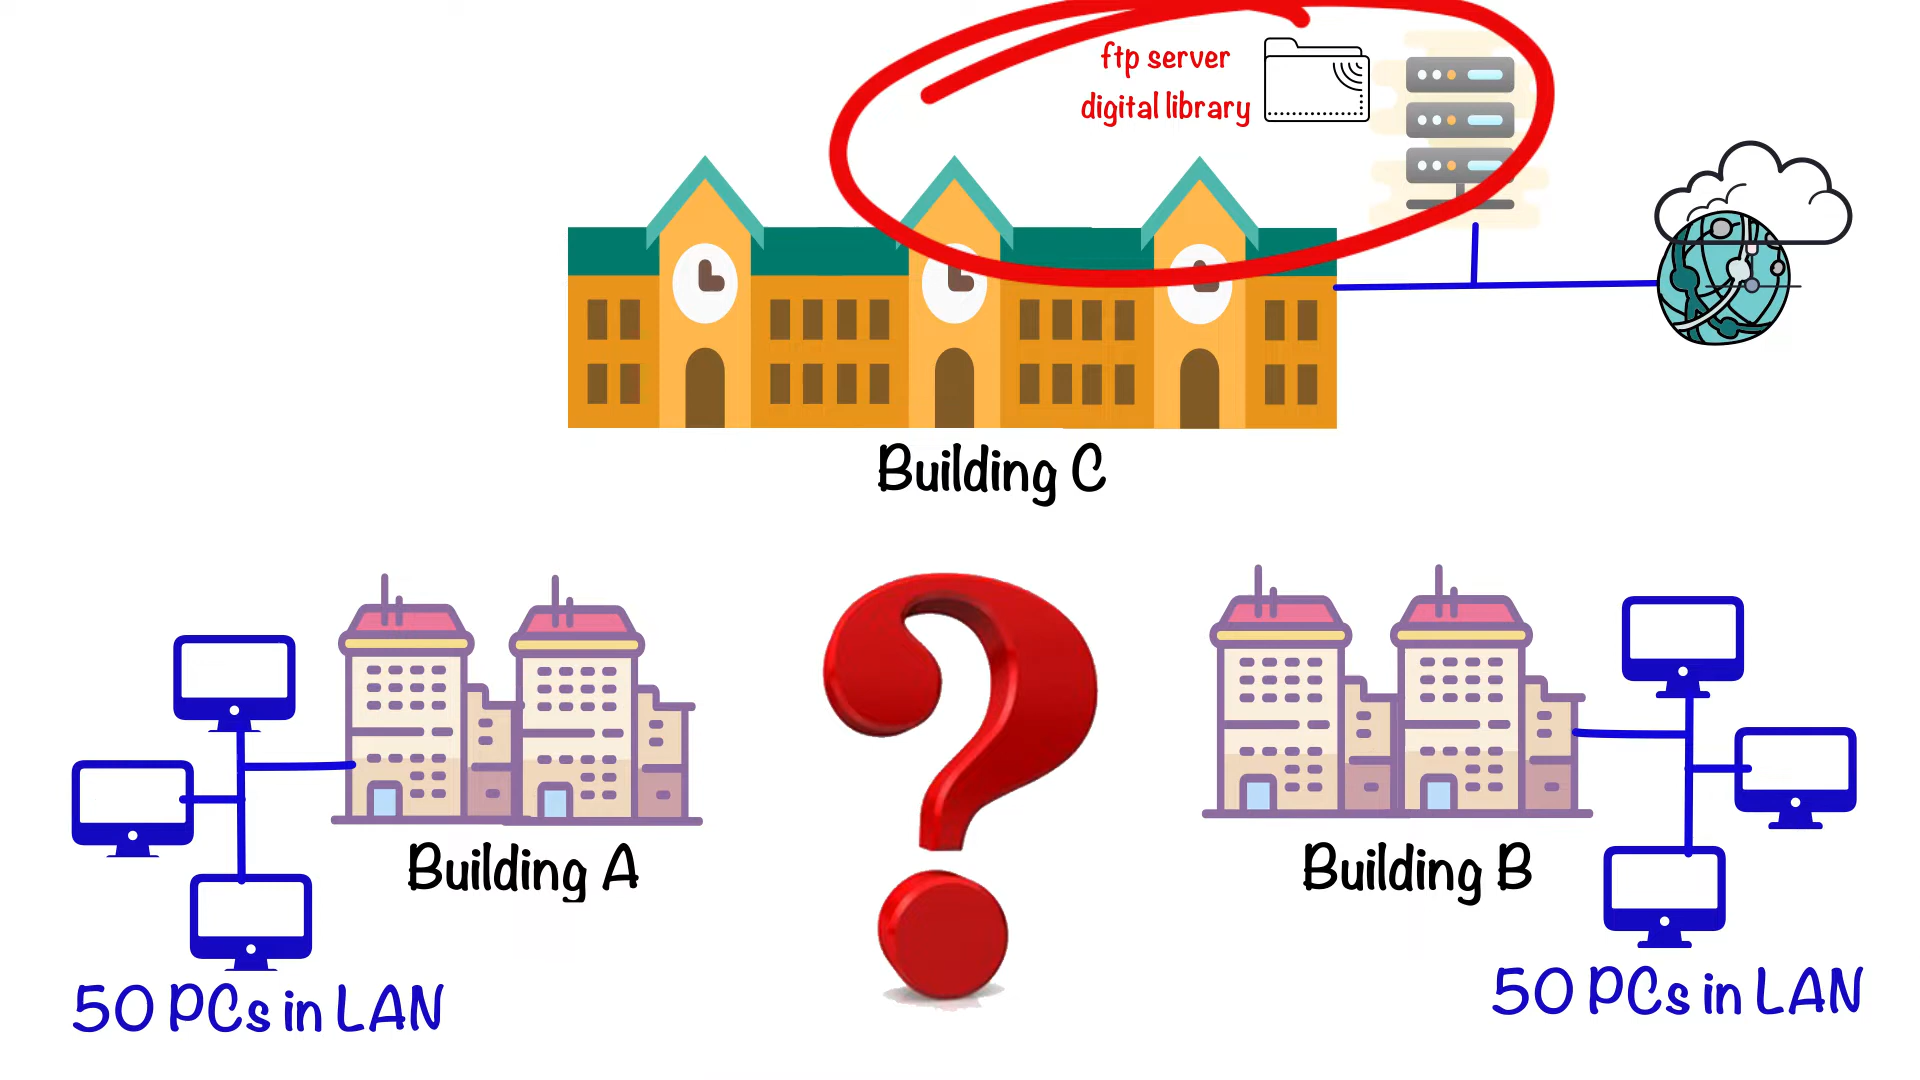 ftp server
digital library
Building C
Building A
Building B
50 PCs in LAN
50 PCs in LAN